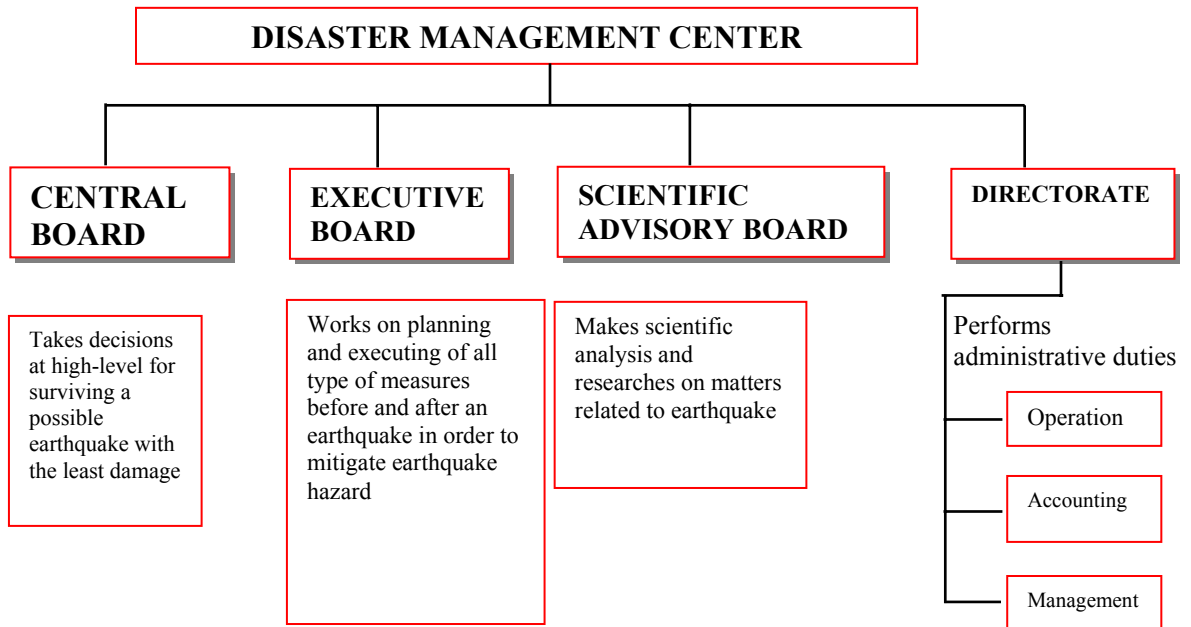 DISASTER MANAGEMENT CENTER
CENTRAL
BOARD
EXECUTIVE
BOARD
SCIENTIFIC
ADVISORY BOARD
DIRECTORATE
Takes decisions
at high-level for
surviving a
possible
earthquake with
the least damage
Works on planning
and executing of all
type of measures
before and after an
earthquake in order to
mitigate earthquake
hazard
Makes scientific
analysis and
researches on matters
related to earthquake
Performs
administrative duties
Operation
Accounting
Management